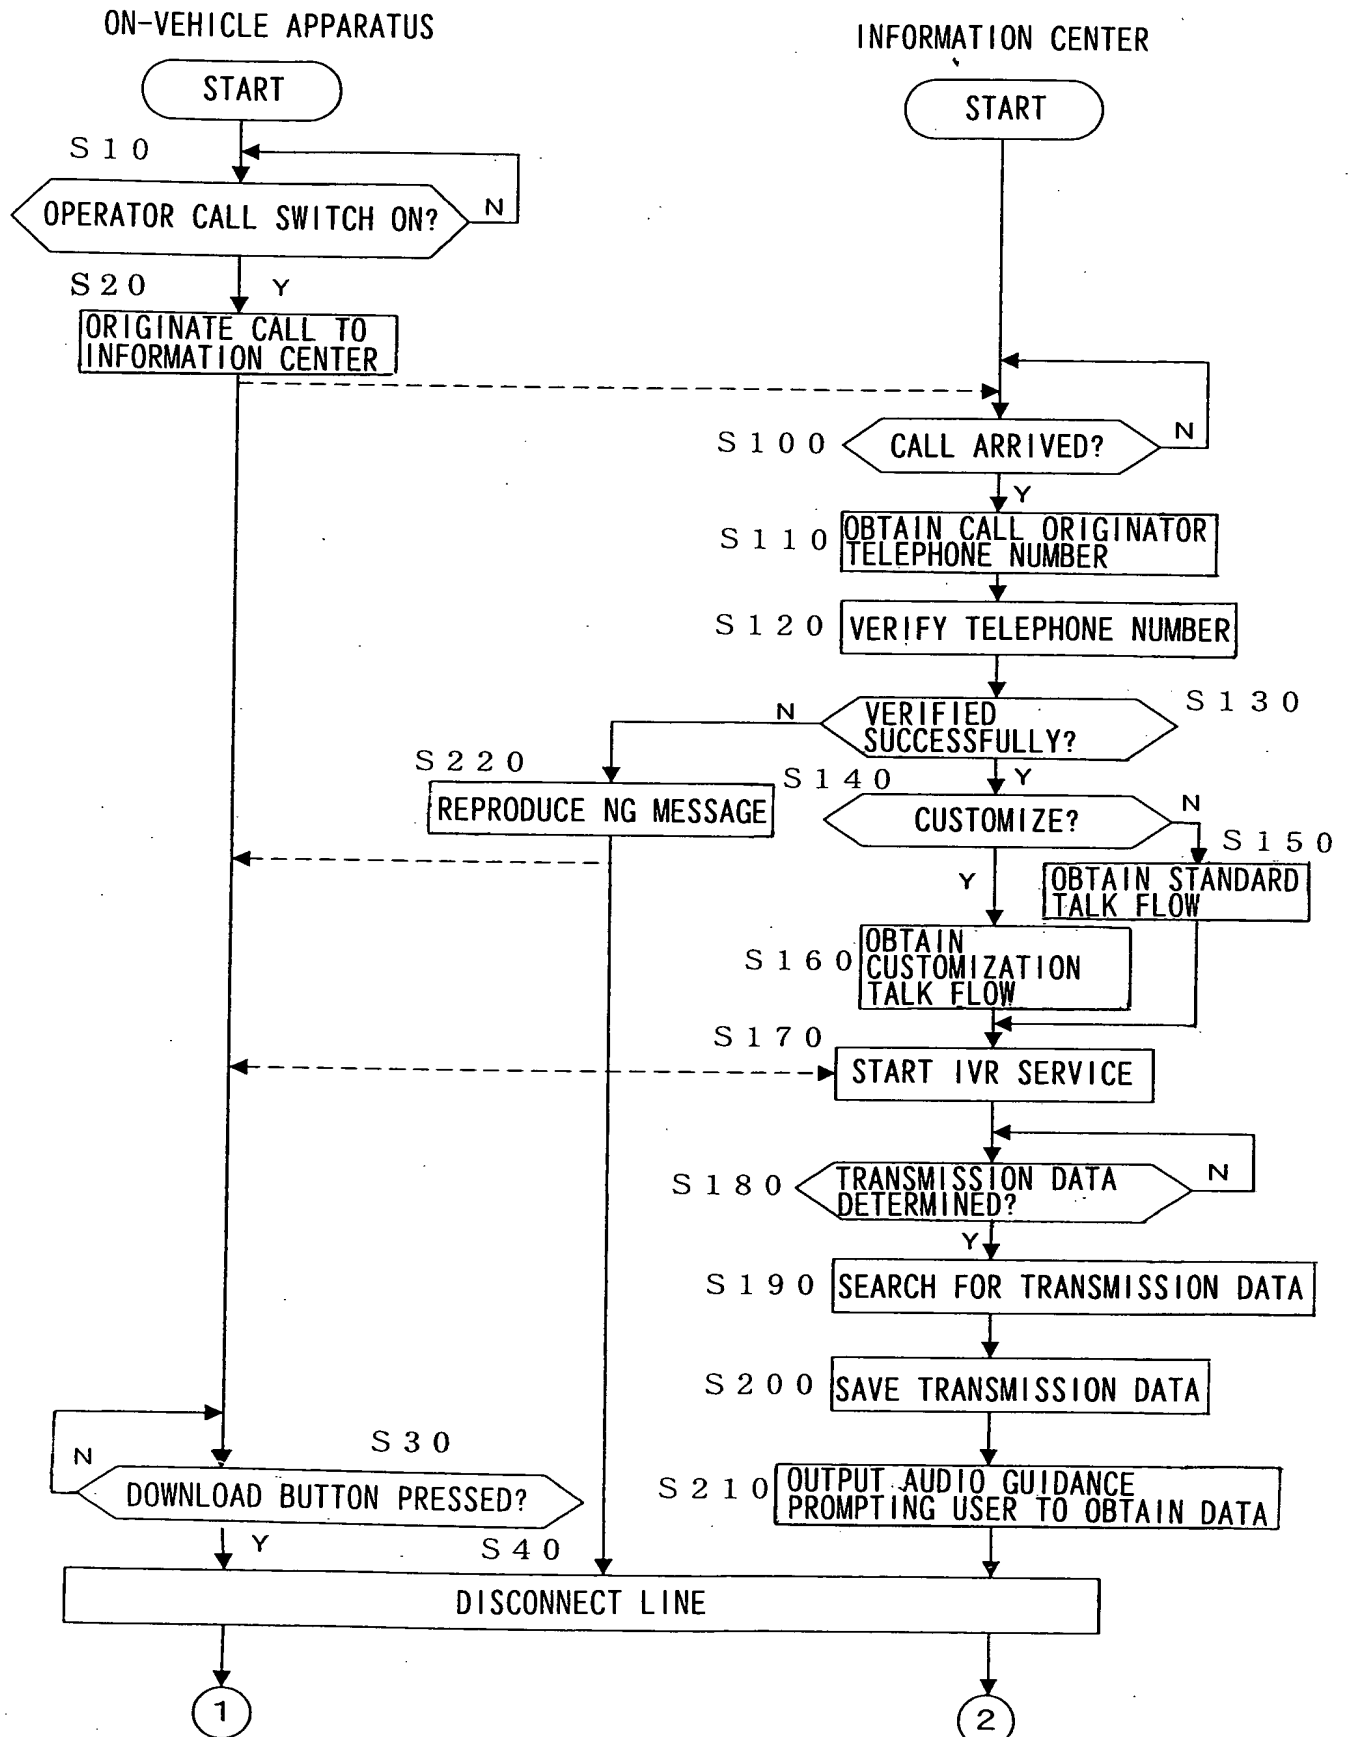 ON-VEHICLE APPARATUS
INFORMATION CENTER
START
START
S10
OPERATOR CALL SWITCH ON?
N
S20
Y
ORIGINATE CALL TO
INFORMATION CENTER
S100
CALL ARRIVED?
N
Y
S110
OBTAIN CALL ORIGINATOR
TELEPHONE NUMBER
S120
VERIFY TELEPHONE NUMBER
S130
N
VERIFIED
SUCCESSFULLY?
Y
S220
REPRODUCE NG MESSAGE
S140
CUSTOMIZE?
N
S150
Y
OBTAIN STANDARD
TALK FLOW
S160
OBTAIN
CUSTOMIZATION
TALK FLOW
S170
START IVR SERVICE
S180
TRANSMISSION DATA
DETERMINED?
N
Y
S190
SEARCH FOR TRANSMISSION DATA
S200
SAVE TRANSMISSION DATA
N
S30
DOWNLOAD BUTTON PRESSED?
S210
OUTPUT AUDIO GUIDANCE
PROMPTING USER TO OBTAIN DATA
Y
S40
DISCONNECT LINE
1
2